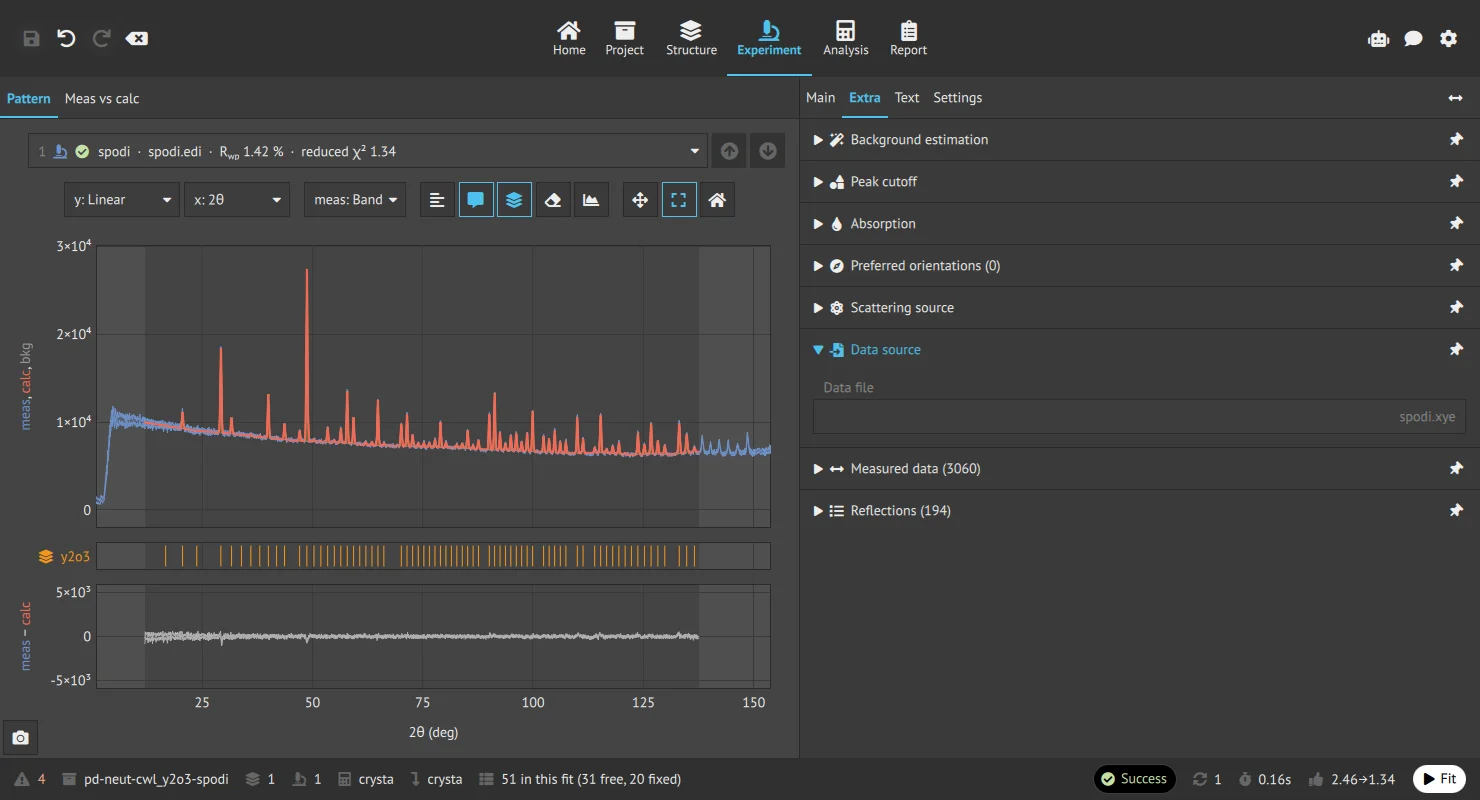 Home Project Structure Experiment Analysis Report
Pattern Meas vs calc
Main Extra Text Settings
1 spodi · spodi.edi · Rwp 1.42 % · reduced χ² 1.34
y: Linear x: 2θ meas: Band
3×10⁴
2×10⁴
1×10⁴
0
meas, calc, bkg
y2o3
5×10³
0
-5×10³
meas − calc
25 50 75 100 125 150
2θ (deg)
Background estimation
Peak cutoff
Absorption
Preferred orientations (0)
Scattering source
Data source
Data file
spodi.xye
Measured data (3060)
Reflections (194)
4 pd-neut-cwl_y2o3-spodi 1 1 crysta crysta 51 in this fit (31 free, 20 fixed) Success 1 0.16s 2.46→1.34 Fit